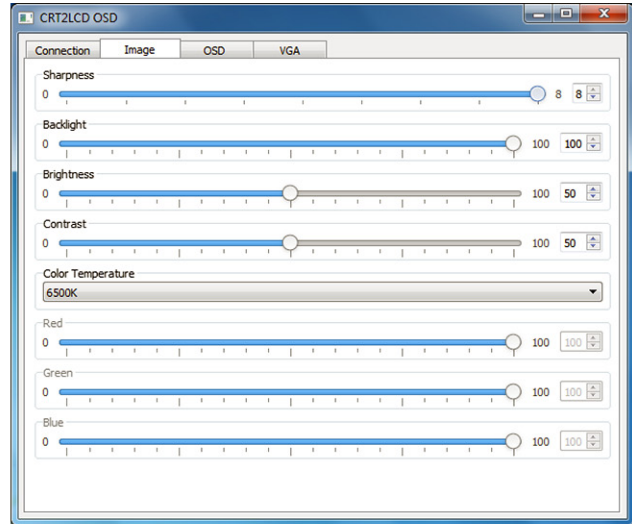 CRT2LCD OSD
Connection Image OSD VGA
Sharpness
0 8 8
Backlight
0 100 100
Brightness
0 100 50
Contrast
0 100 50
Color Temperature
6500K
Red
0 100 100
Green
0 100 100
Blue
0 100 100